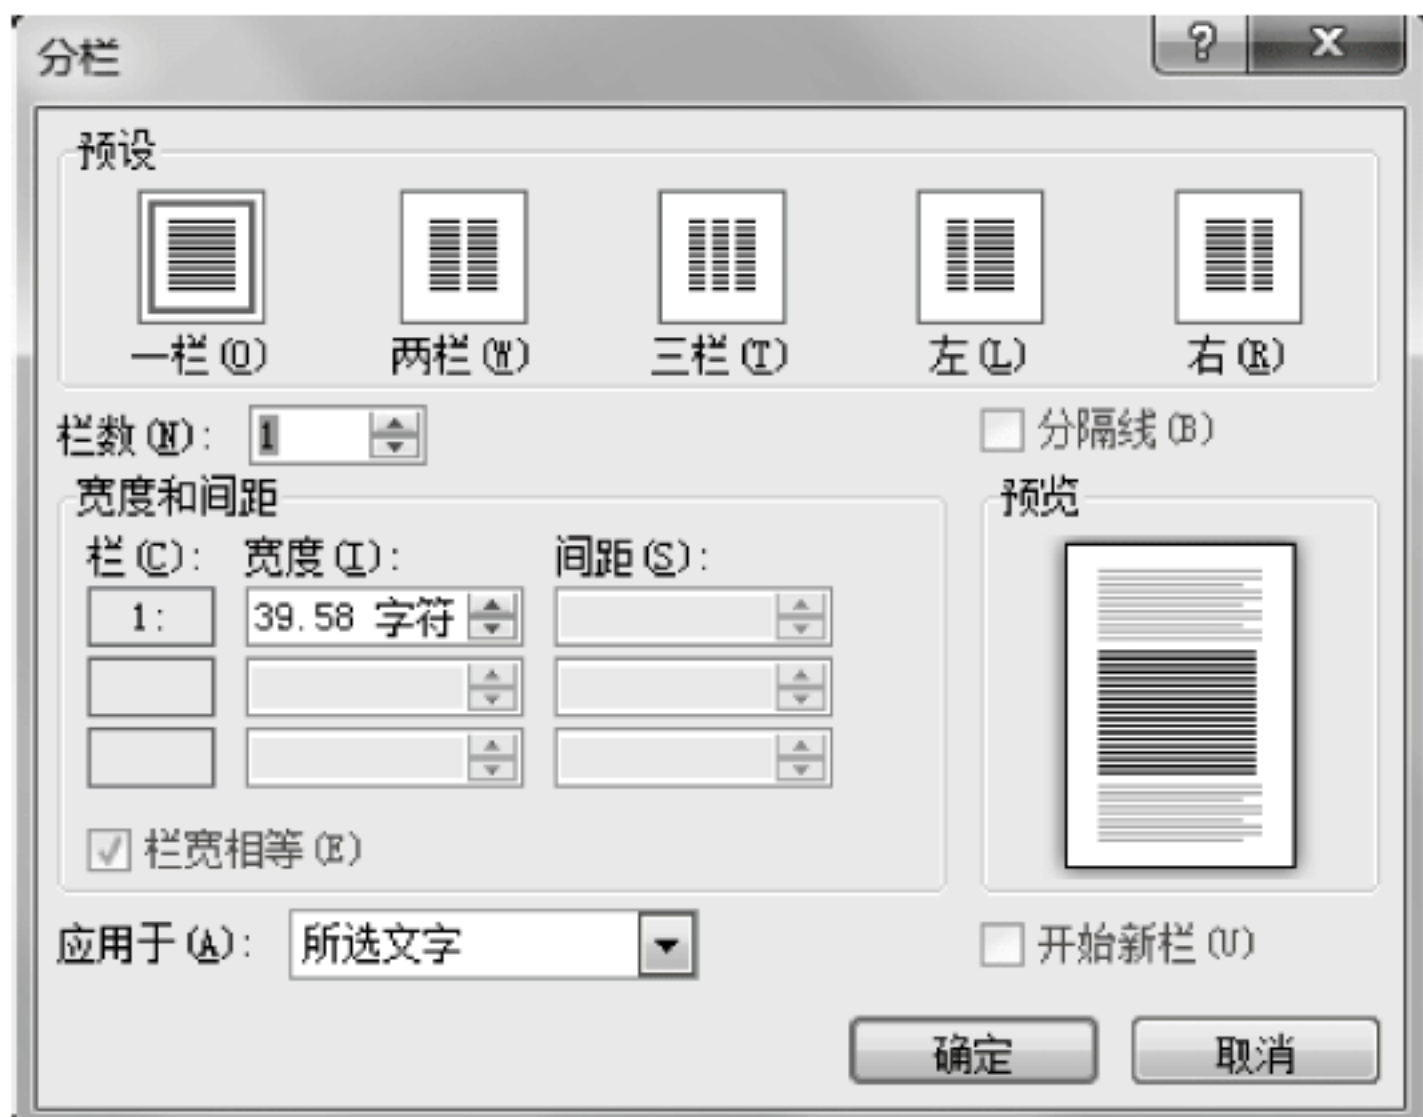 分栏
预设
一栏(O) 两栏(W) 三栏(T) 左(L) 右(R)
栏数(N): 1 分隔线(B)
宽度和间距 预览
栏(C): 宽度(I): 间距(S):
1: 39.58 字符
栏宽相等(E)
应用于(A): 所选文字 开始新栏(U)
确定 取消